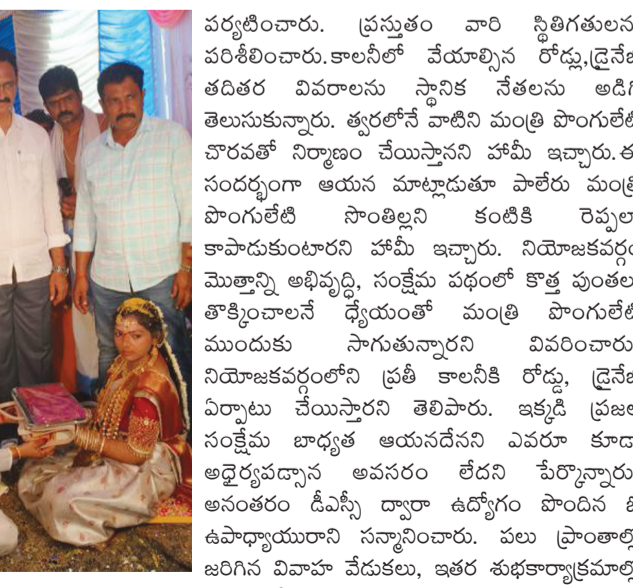 పర్యటించారు. ప్రస్తుతం వారి స్థితిగతులను
పరిశీలించారు.కాలనీలో వేయాల్సిన రోడ్లు,డ్రైనేజీ
తదితర వివరాలను స్థానిక నేతలను అడిగి
తెలుసుకున్నారు. త్వరలోనే వాటిని మంత్రి పొంగులేటి
చొరవతో నిర్మాణం చేయిస్తానని హామీ ఇచ్చారు.ఈ
సందర్భంగా ఆయన మాట్లాడుతూ పాలేరు మంత్రి
పొంగులేటి సొంతిల్లని కంటికి రెప్పలా
కాపాడుకుంటారని హామీ ఇచ్చారు. నియోజకవర్గం
మొత్తాన్ని అభివృద్ధి, సంక్షేమ పథంలో కొత్త పుంతలు
తొక్కించాలనే ధ్యేయంతో మంత్రి పొంగులేటి
ముందుకు సాగుతున్నారని వివరించారు.
నియోజకవర్గంలోని ప్రతీ కాలనీకి రోడ్డు, డ్రైనేజీ
ఏర్పాటు చేయిస్తారని తెలిపారు. ఇక్కడి ప్రజల
సంక్షేమ బాధ్యత ఆయనదేనని ఎవరూ కూడా
అధైర్యపడ్సాన అవసరం లేదని పేర్కొన్నారు.
అనంతరం డీఎస్సీ ద్వారా ఉద్యోగం పొందిన ఓ
ఉపాధ్యాయురాని సన్మానించారు. పలు ప్రాంతాల్లో
జరిగిన వివాహ వేడుకలు, ఇతర శుభకార్యాక్రమాల్లో